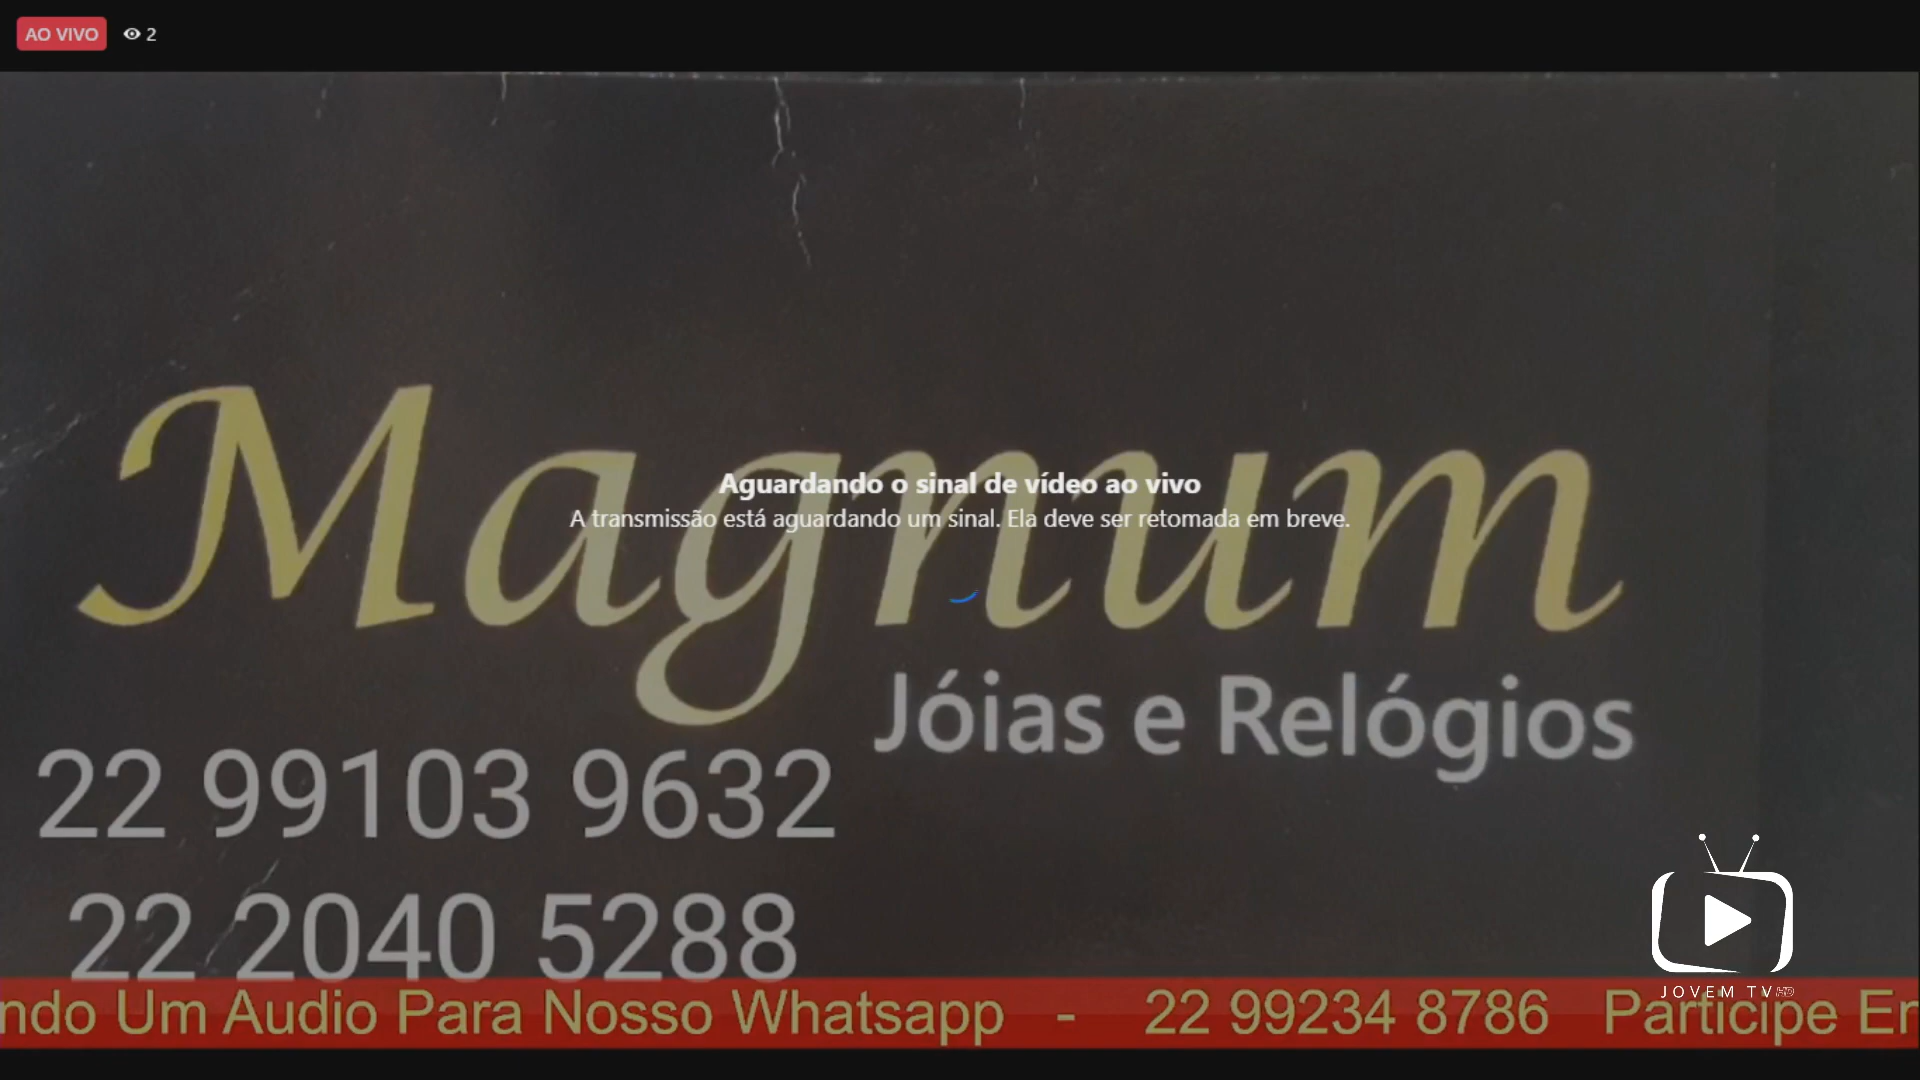 AO VIVO 2
Magnum
Aguardando o sinal de vídeo ao vivo
A transmissão está aguardando um sinal. Ela deve ser retomada em breve.
Jóias e Relógios
22 99103 9632
22 2040 5288
JOVEM TV HD
ndo Um Audio Para Nosso Whatsapp - 22 99234 8786 Participe En